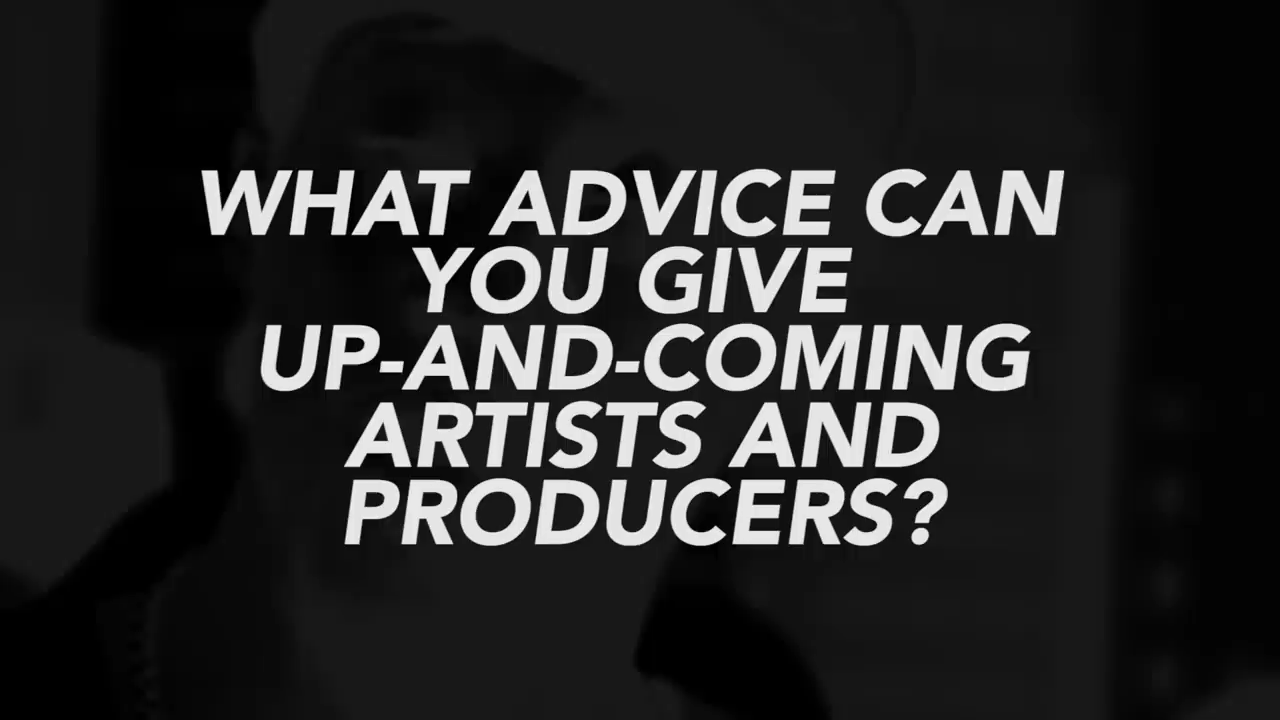 WHAT ADVICE CAN
YOU GIVE
UP-AND-COMING
ARTISTS AND
PRODUCERS?